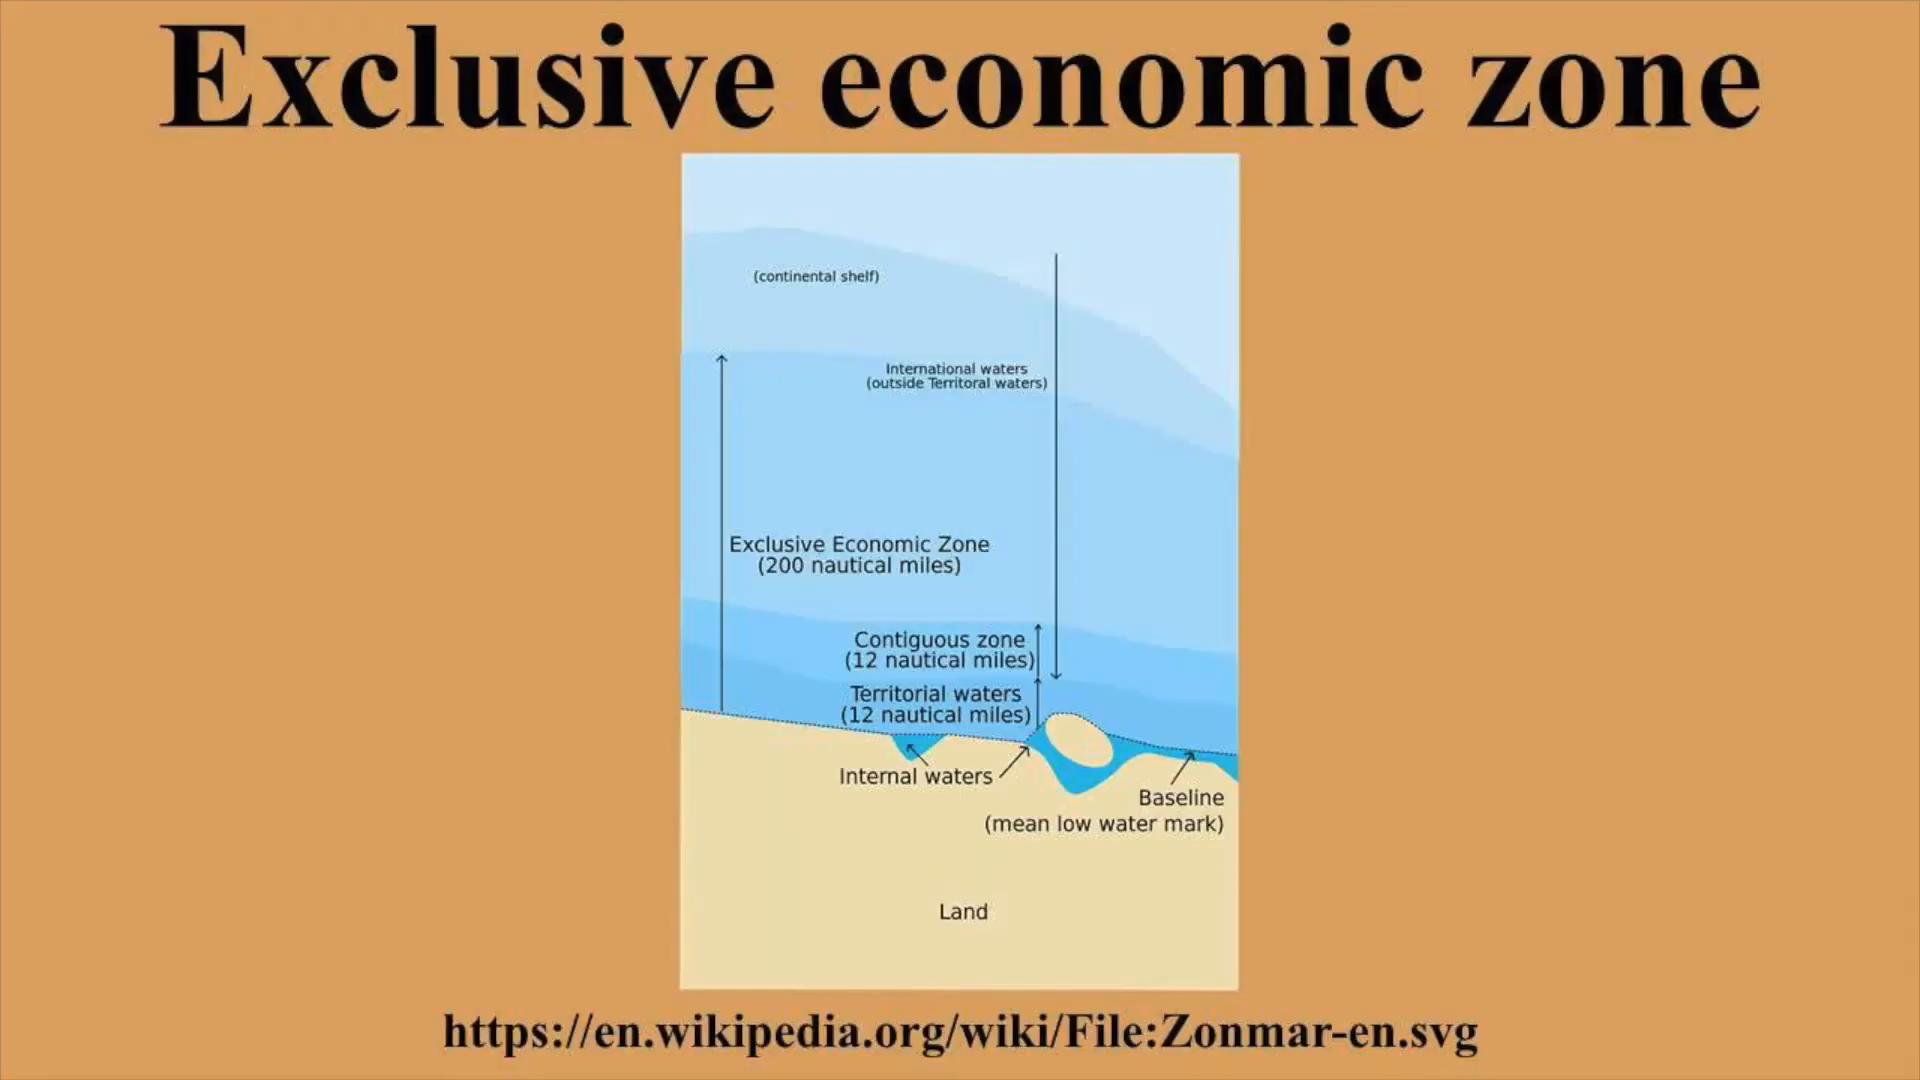 Exclusive economic zone
(continental shelf)
International waters
(outside Territoral waters)
Exclusive Economic Zone
(200 nautical miles)
Contiguous zone
(12 nautical miles)
Territorial waters
(12 nautical miles)
Internal waters
Baseline
(mean low water mark)
Land
https://en.wikipedia.org/wiki/File:Zonmar-en.svg